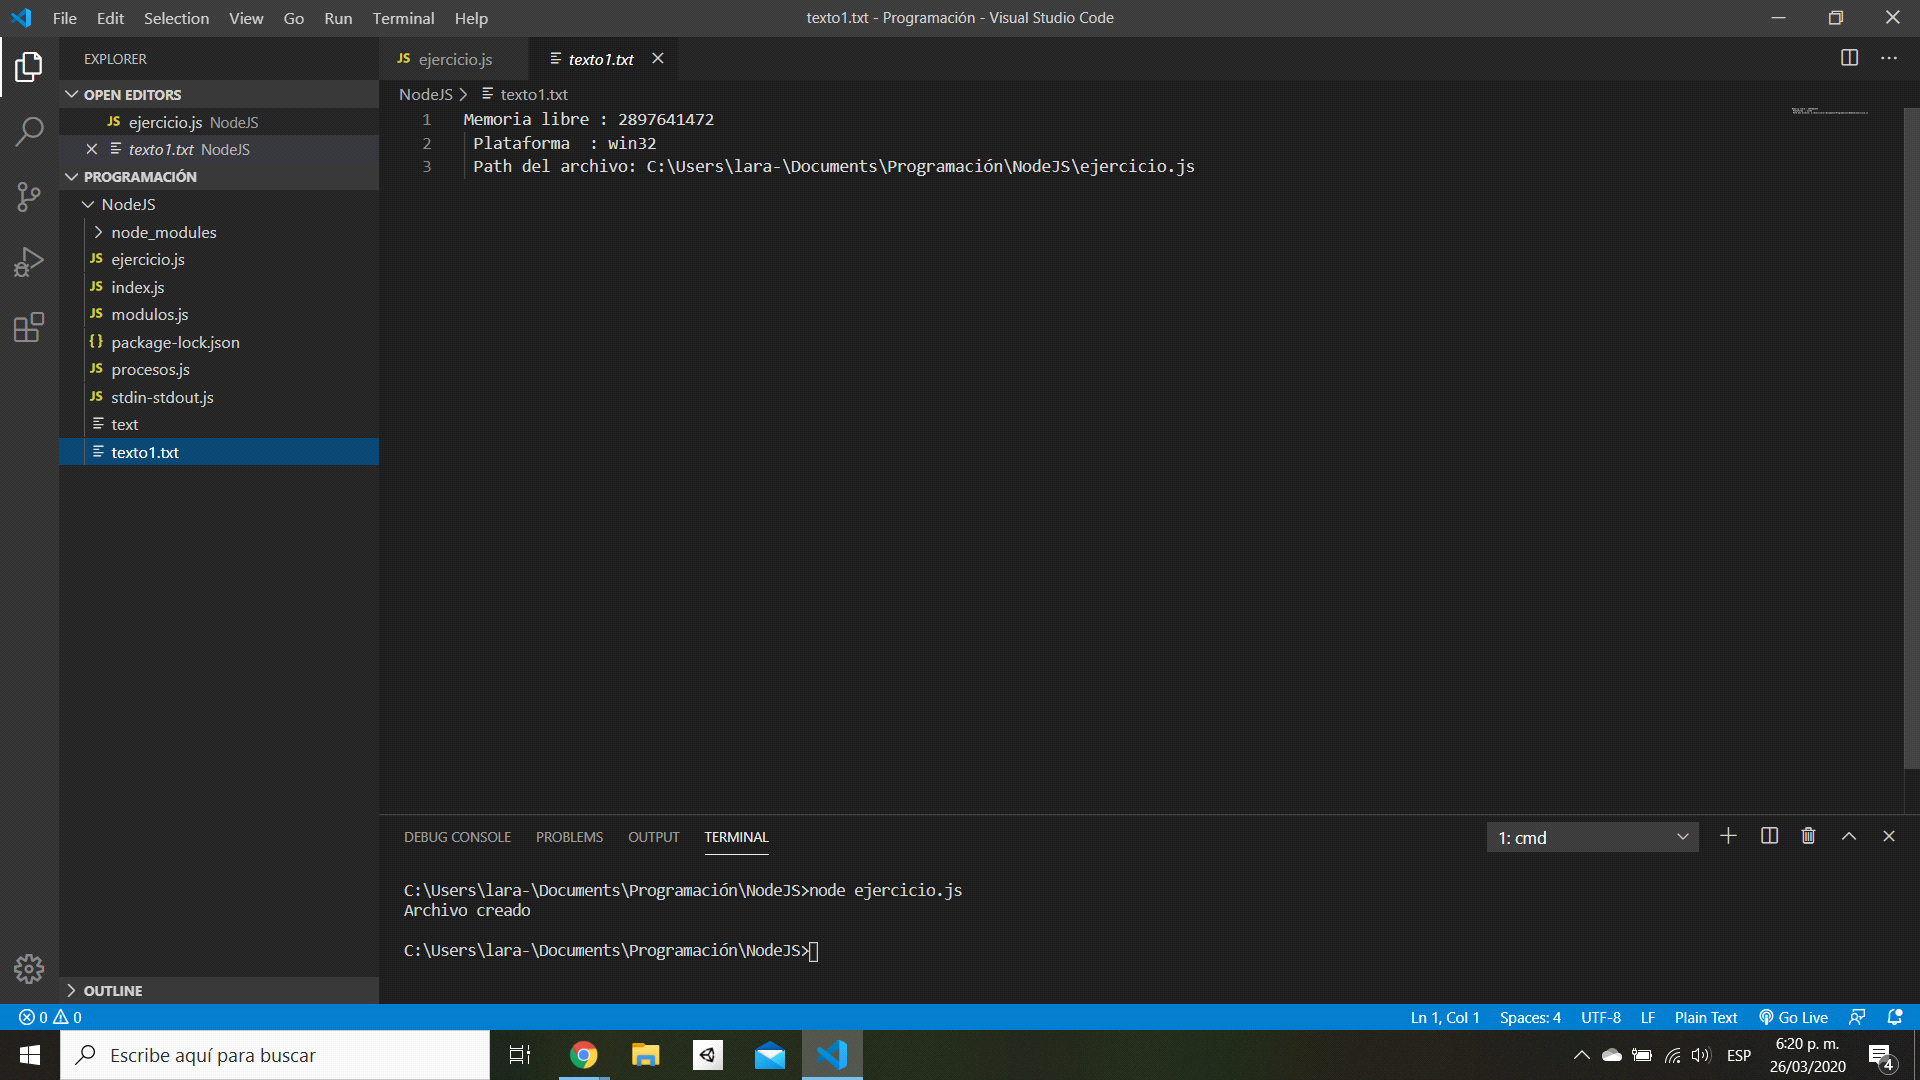 File Edit Selection View Go Run Terminal Help
texto1.txt - Programación - Visual Studio Code
EXPLORER
OPEN EDITORS
JS ejercicio.js NodeJS
texto1.txt NodeJS
PROGRAMACIÓN
NodeJS
node_modules
JS ejercicio.js
JS index.js
JS modulos.js
{} package-lock.json
JS procesos.js
JS stdin-stdout.js
text
texto1.txt
OUTLINE
JS ejercicio.js
texto1.txt
NodeJS > texto1.txt
1 Memoria libre : 2897641472
2 Plataforma  : win32
3 Path del archivo: C:\Users\lara-\Documents\Programación\NodeJS\ejercicio.js
DEBUG CONSOLE PROBLEMS OUTPUT TERMINAL
1: cmd
C:\Users\lara-\Documents\Programación\NodeJS>node ejercicio.js
Archivo creado
C:\Users\lara-\Documents\Programación\NodeJS>
0 0
Ln 1, Col 1 Spaces: 4 UTF-8 LF Plain Text Go Live
Escribe aquí para buscar
ESP
6:20 p. m.
26/03/2020
4